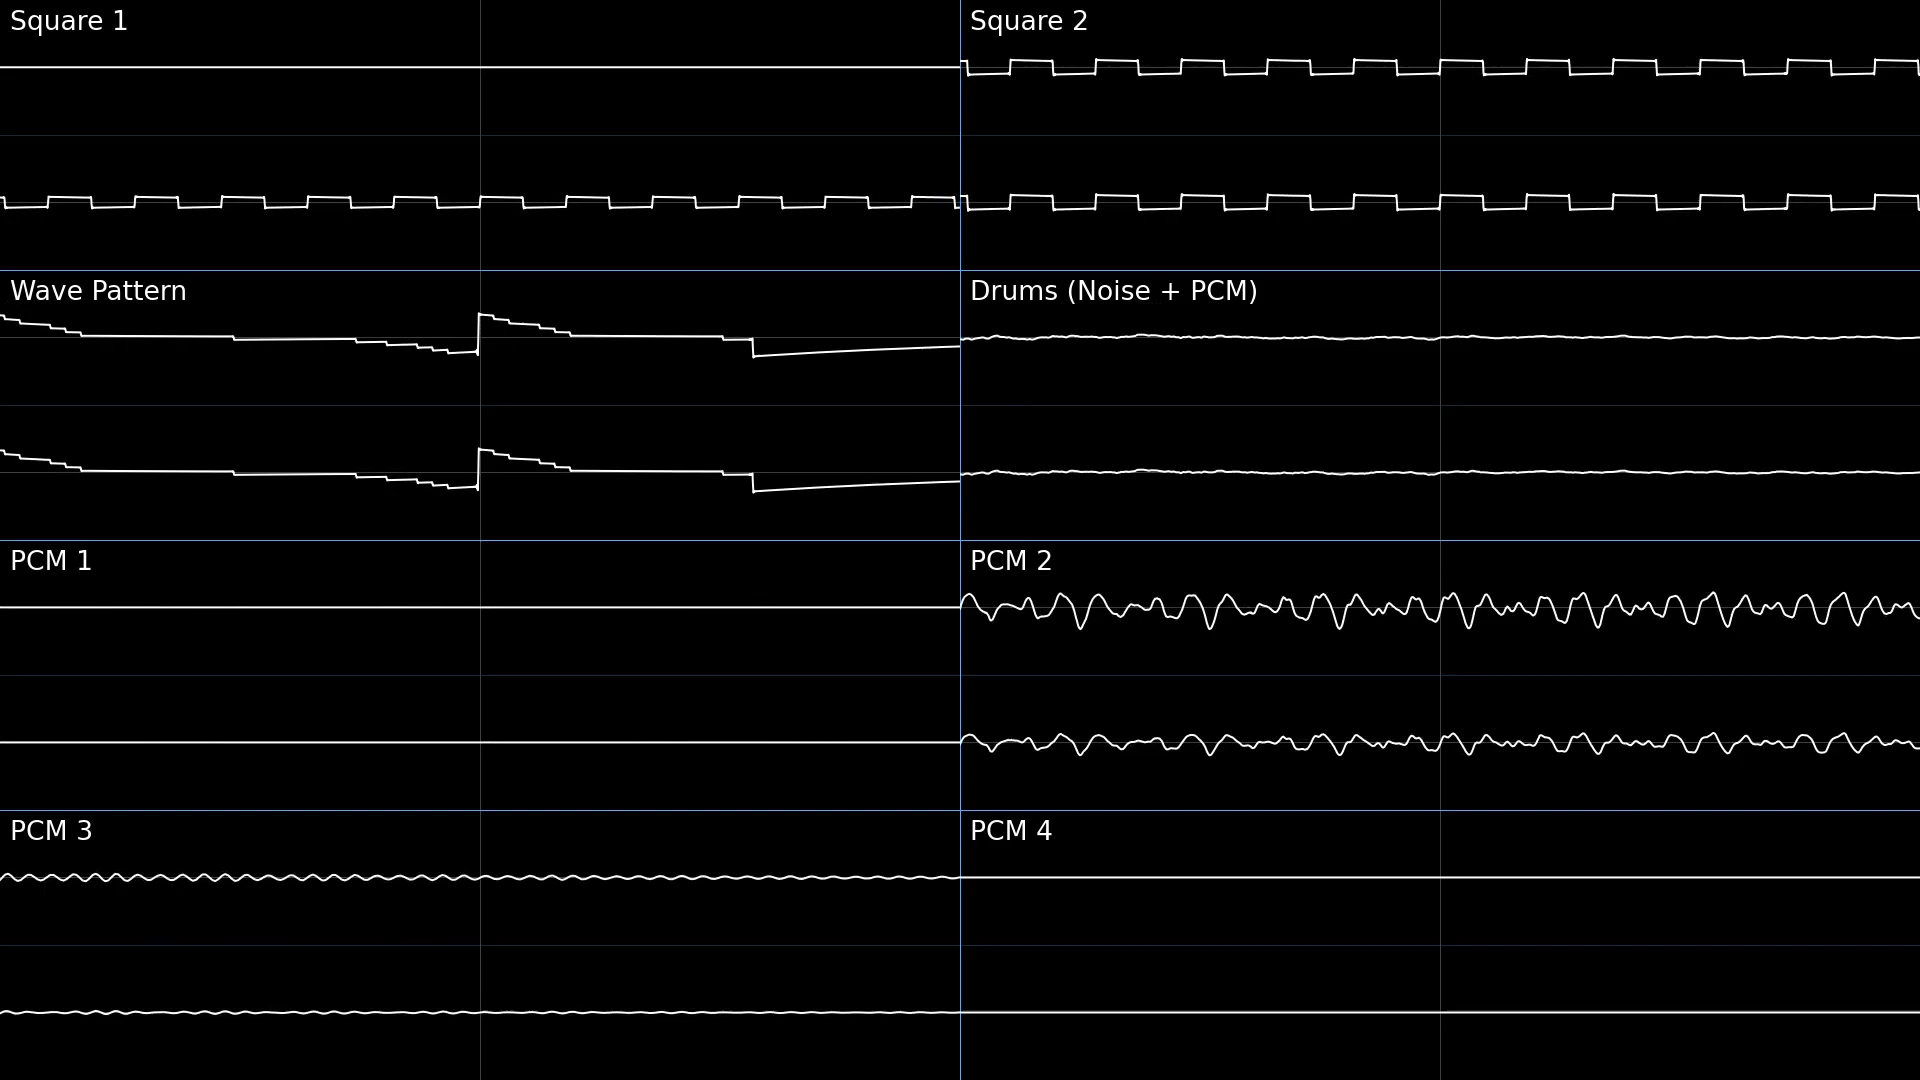 Square 1
Square 2
Wave Pattern
Drums (Noise + PCM)
PCM 1
PCM 2
PCM 3
PCM 4